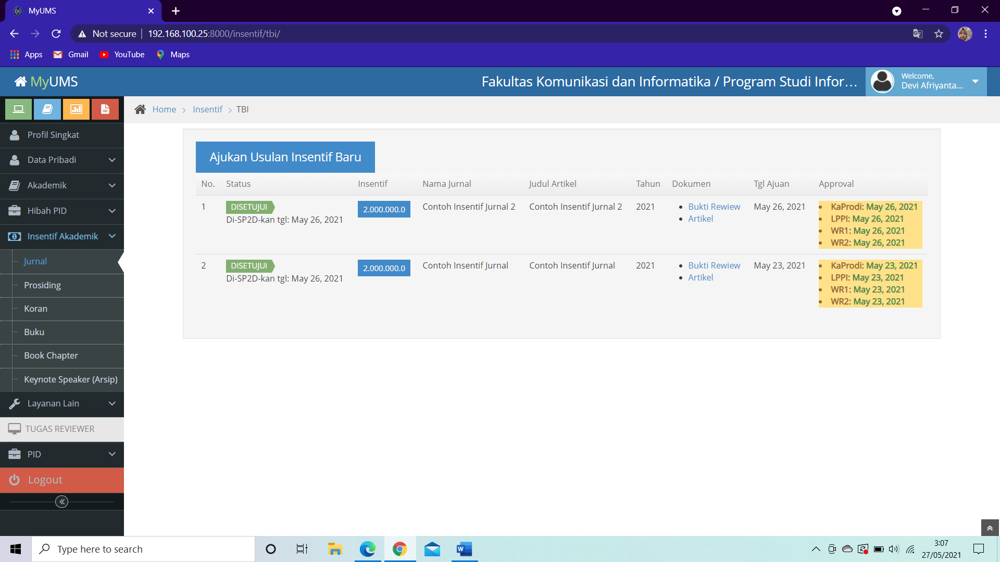 MyUMS
Not secure
192.168.100.25:8000/insentif/tbi/
Apps
Gmail
YouTube
Maps
MyUMS
Fakultas Komunikasi dan Informatika / Program Studi Infor...
Welcome,
Devi Afriyanta...
Home
Insentif
TBI
Profil Singkat
Data Pribadi
Akademik
Hibah PID
Insentif Akademik
Jurnal
Prosiding
Koran
Buku
Book Chapter
Keynote Speaker (Arsip)
Layanan Lain
TUGAS REVIEWER
PID
Logout
Ajukan Usulan Insentif Baru
No. Status Insentif Nama Jurnal Judul Artikel Tahun Dokumen Tgl Ajuan Approval
1 DISETUJUI 2.000.000.0 Contoh Insentif Jurnal 2 Contoh Insentif Jurnal 2 2021 Bukti Rewiew May 26, 2021 KaProdi: May 26, 2021
Di-SP2D-kan tgl: May 26, 2021 Artikel LPPI: May 26, 2021
WR1: May 26, 2021
WR2: May 26, 2021
2 DISETUJUI 2.000.000.0 Contoh Insentif Jurnal Contoh Insentif Jurnal 2021 Bukti Rewiew May 23, 2021 KaProdi: May 23, 2021
Di-SP2D-kan tgl: May 26, 2021 Artikel LPPI: May 23, 2021
WR1: May 23, 2021
WR2: May 23, 2021
Type here to search
3:07
27/05/2021